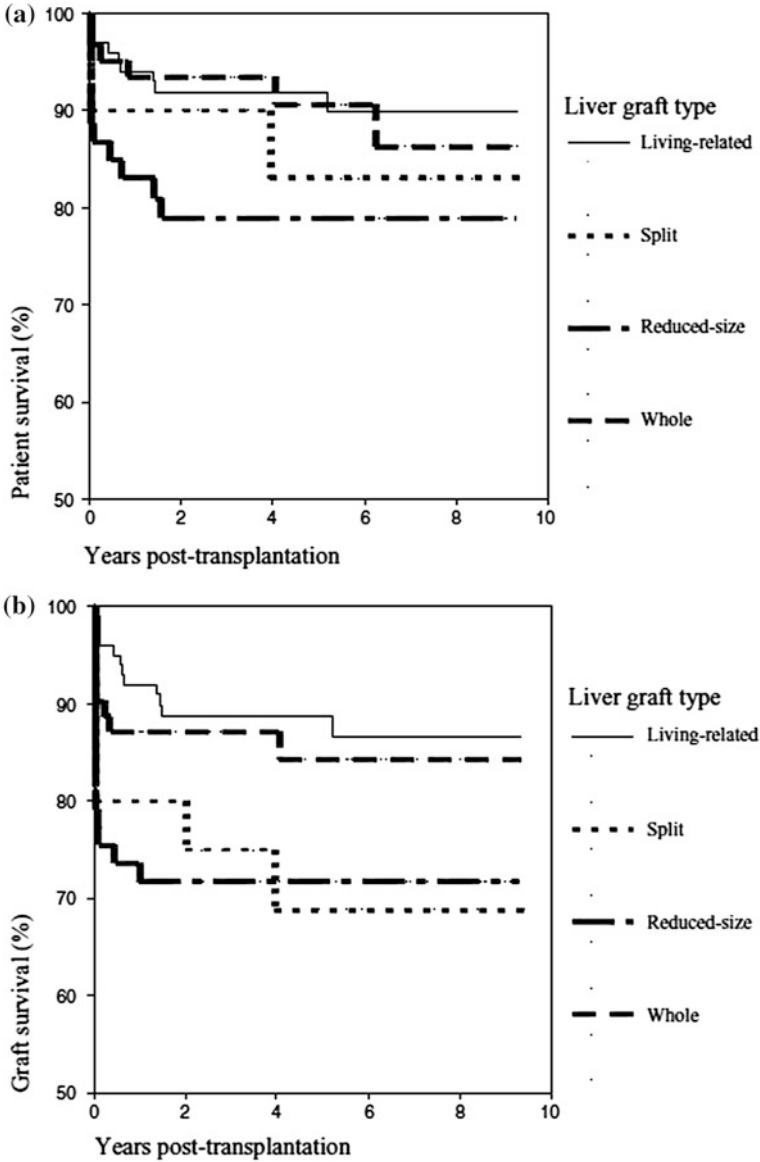 (a)
100
90
80
70
60
50
Patient survival (%)
0 2 4 6 8 10
Years post-transplantation
Liver graft type
Living-related
Split
Reduced-size
Whole
(b)
100
90
80
70
60
50
Graft survival (%)
0 2 4 6 8 10
Years post-transplantation
Liver graft type
Living-related
Split
Reduced-size
Whole